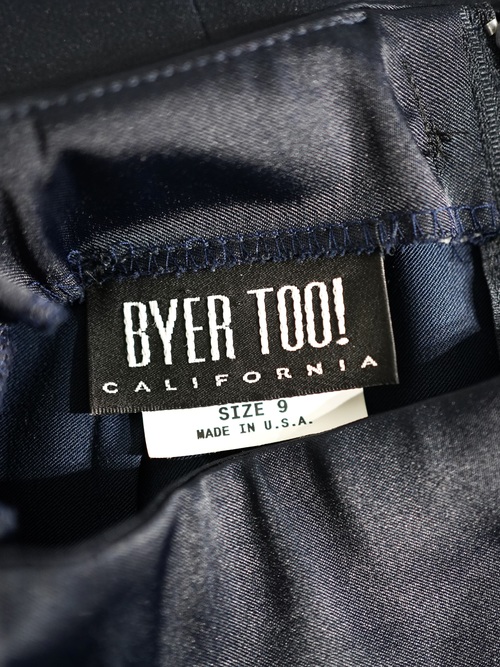 BYER TOO!
CALIFORNIA
SIZE 9
MADE IN U.S.A.